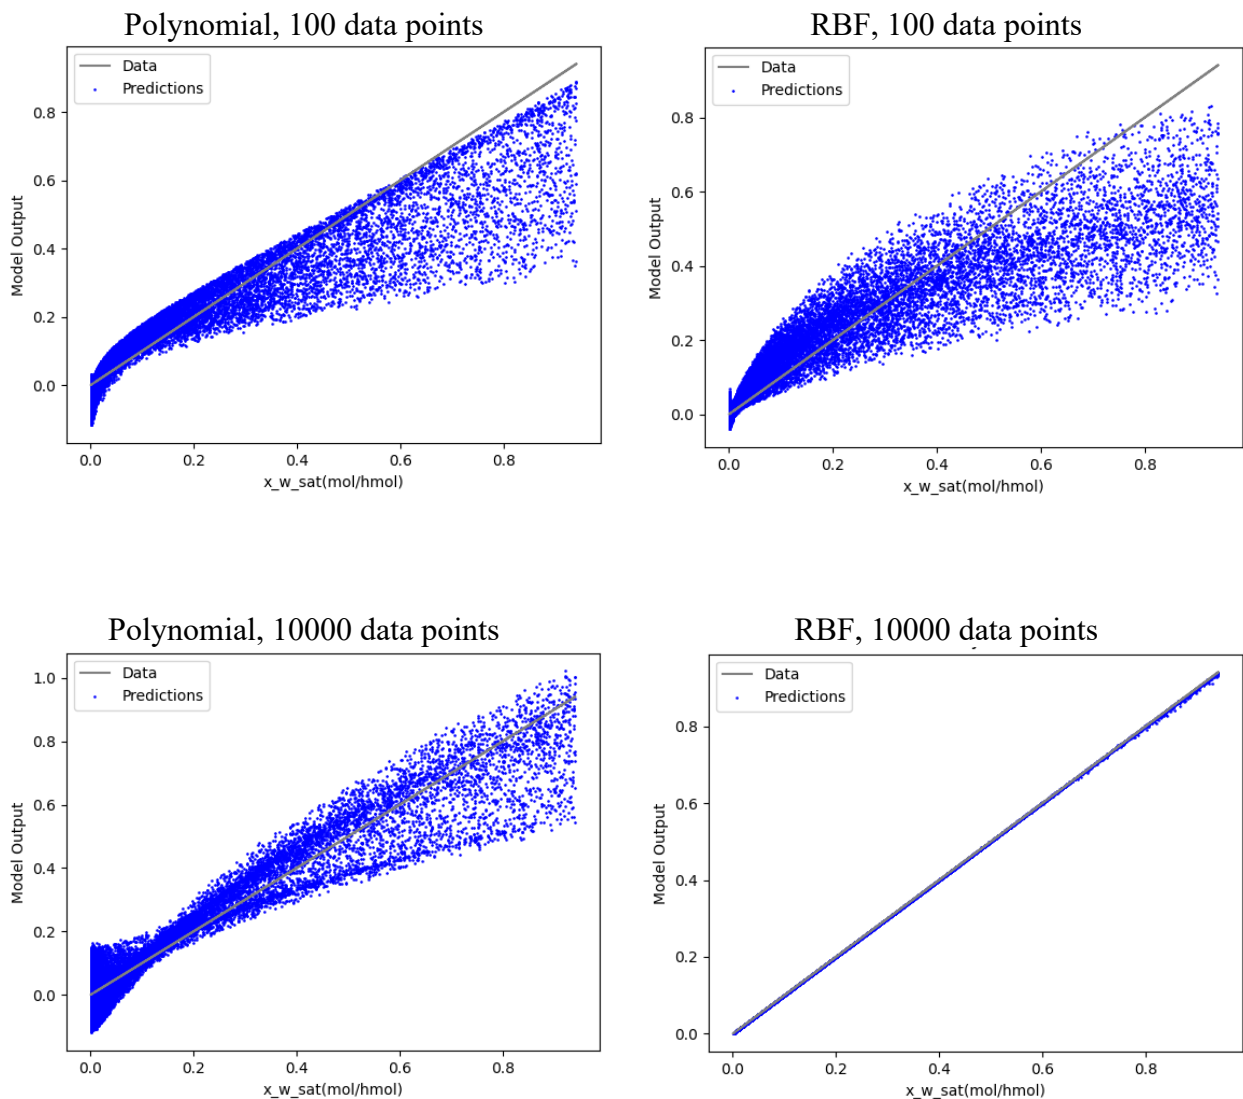 Polynomial, 100 data points
Data
Predictions
0.8
0.6
0.4
0.2
0.0
Model Output
0.0 0.2 0.4 0.6 0.8
x_w_sat(mol/hmol)
RBF, 100 data points
Data
Predictions
0.8
0.6
0.4
0.2
0.0
Model Output
0.0 0.2 0.4 0.6 0.8
x_w_sat(mol/hmol)
Polynomial, 10000 data points
Data
Predictions
1.0
0.8
0.6
0.4
0.2
0.0
Model Output
0.0 0.2 0.4 0.6 0.8
x_w_sat(mol/hmol)
RBF, 10000 data points
Data
Predictions
0.8
0.6
0.4
0.2
0.0
Model Output
0.0 0.2 0.4 0.6 0.8
x_w_sat(mol/hmol)